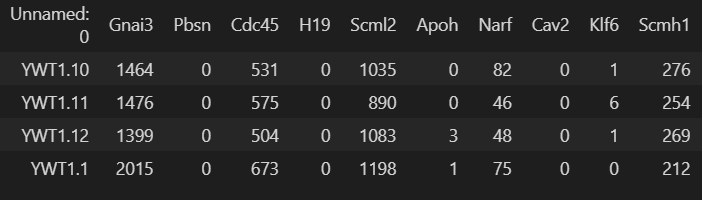 Unnamed: 0 Gnai3 Pbsn Cdc45 H19 Scml2 Apoh Narf Cav2 Klf6 Scmh1
YWT1.10 1464 0 531 0 1035 0 82 0 1 276
YWT1.11 1476 0 575 0 890 0 46 0 6 254
YWT1.12 1399 0 504 0 1083 3 48 0 1 269
YWT1.1 2015 0 673 0 1198 1 75 0 0 212